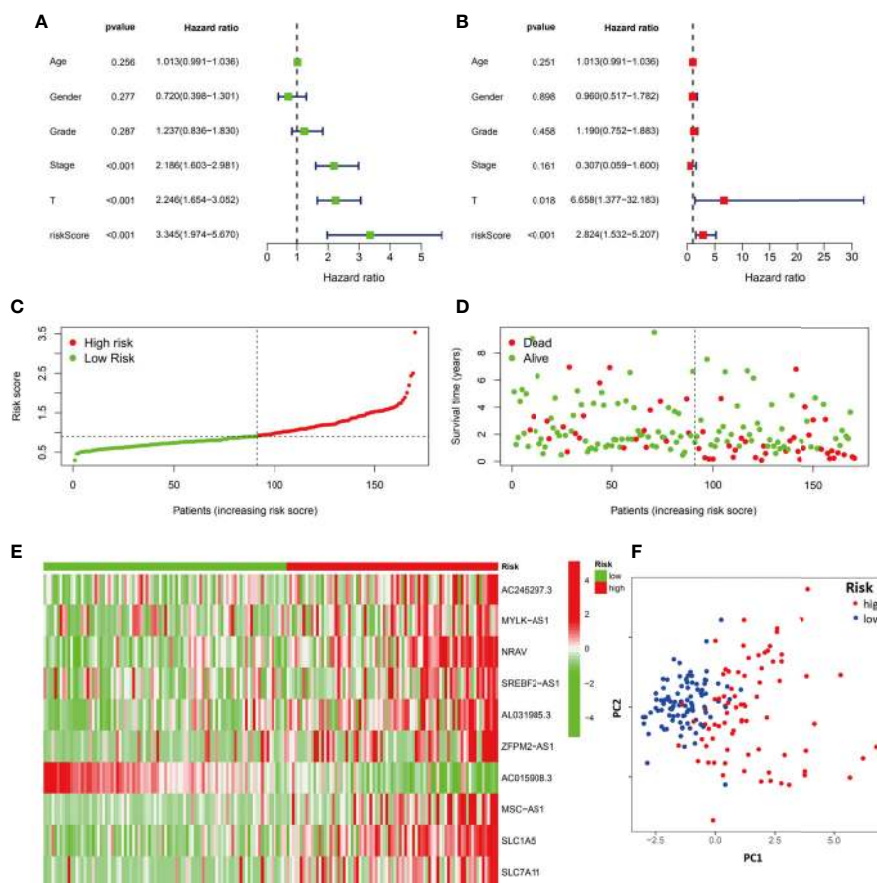 A
pvalue Hazard ratio
Age 0.256 1.013(0.991−1.036)
Gender 0.277 0.720(0.398−1.301)
Grade 0.287 1.237(0.836−1.830)
Stage <0.001 2.186(1.603−2.981)
T <0.001 2.246(1.654−3.052)
riskScore <0.001 3.345(1.974−5.670)
0 1 2 3 4 5
Hazard ratio
B
pvalue Hazard ratio
Age 0.251 1.013(0.991−1.036)
Gender 0.898 0.960(0.517−1.782)
Grade 0.458 1.190(0.752−1.883)
Stage 0.161 0.307(0.059−1.600)
T 0.018 6.658(1.377−32.183)
riskScore <0.001 2.824(1.532−5.207)
0 5 10 15 20 25 30
Hazard ratio
C
High risk
Low Risk
Risk score
3.5
2.5
1.5
0.5
0 50 100 150
Patients (increasing risk socre)
D
Dead
Alive
Survival time (years)
8
6
4
2
0
0 50 100 150
Patients (increasing risk socre)
E
Risk
AC245297.3
MYLK−AS1
NRAV
SREBF2−AS1
AL031985.3
ZFPM2−AS1
AC015908.3
MSC−AS1
SLC1A5
SLC7A11
4
2
0
−2
−4
Risk
low
high
F
Risk
hig
low
PC2
−2.5 0.0 2.5 5.0
PC1